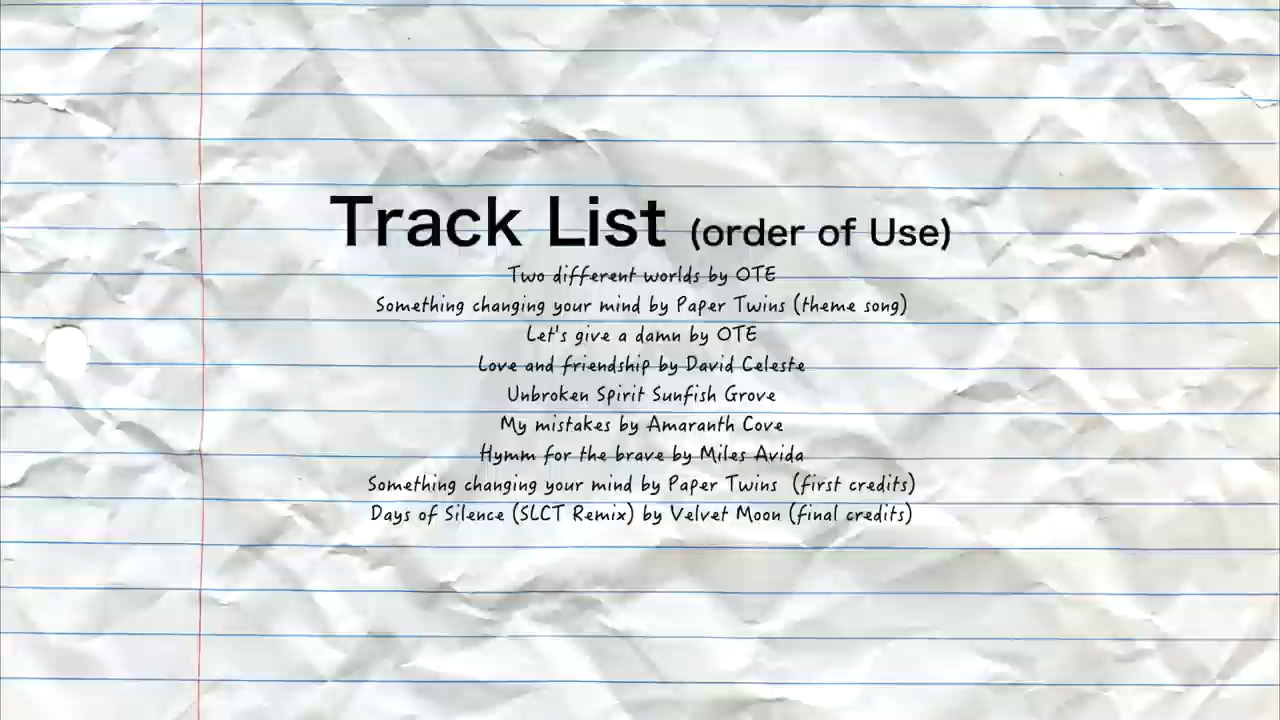 Track List (order of Use)
Two different worlds by OTE
Something changing your mind by Paper Twins (theme song)
Let's give a damn by OTE
Love and friendship by David Celeste
Unbroken Spirit Sunfish Grove
My mistakes by Amaranth Cove
Hymm for the brave by Miles Avida
Something changing your mind by Paper Twins (first credits)
Days of Silence (SLCT Remix) by Velvet Moon (final credits)